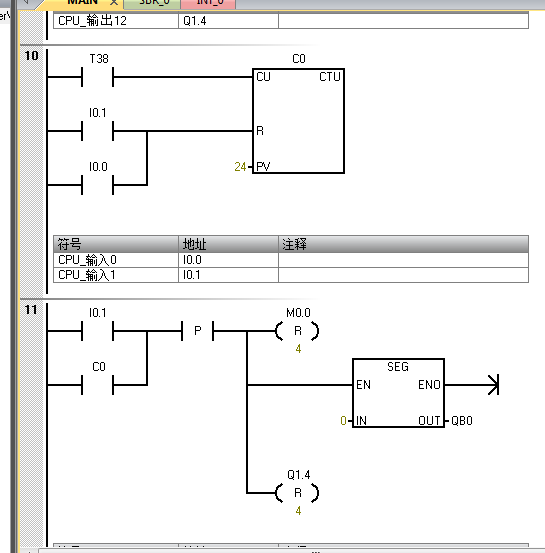 MAIN X SBR_0 INT_0
CPU_输出12 Q1.4
10
T38 C0
CU CTU
I0.1
R
I0.0
24 PV
符号 地址 注释
CPU_输入0 I0.0
CPU_输入1 I0.1
11
I0.1 M0.0
P R
4
C0 SEG
EN ENO
0 IN OUT QB0
Q1.4
R
4